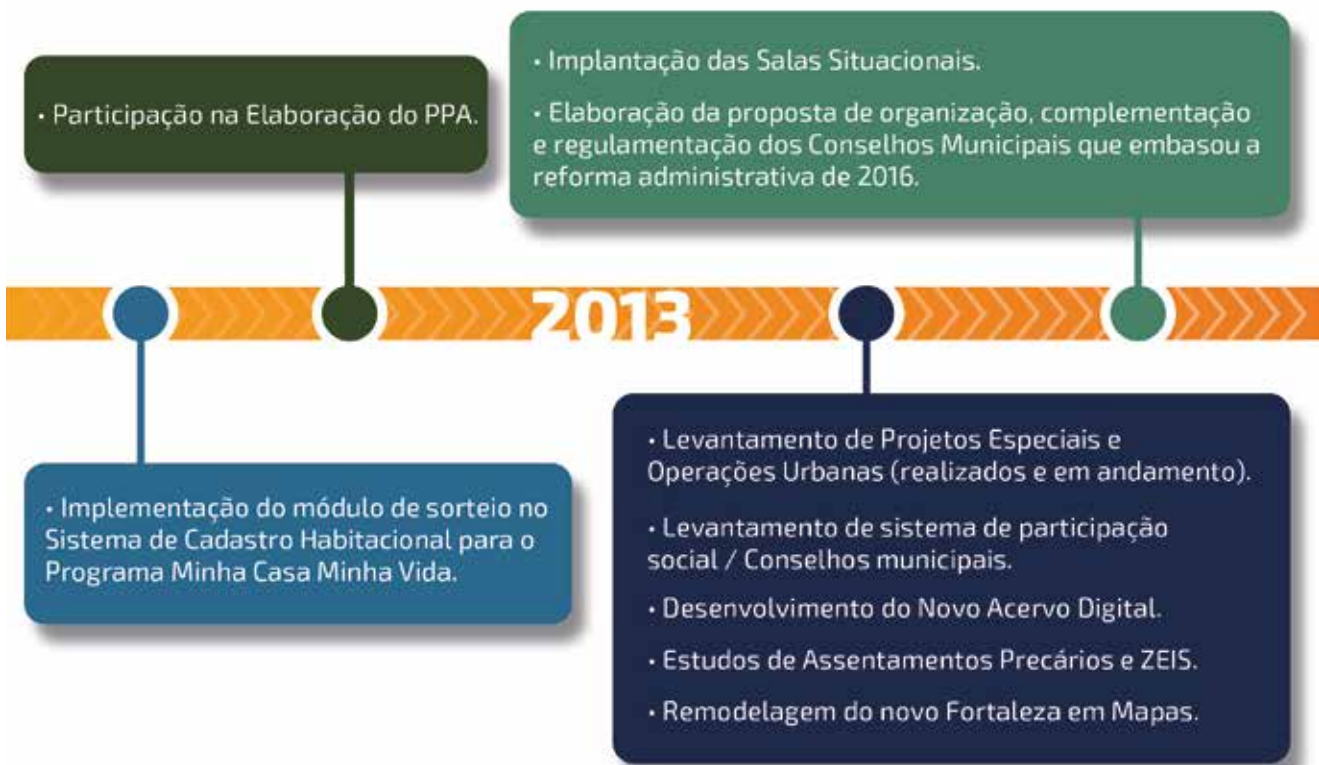 • Participação na Elaboração do PPA.
• Implantação das Salas Situacionais.
• Elaboração da proposta de organização, complementação
e regulamentação dos Conselhos Municipais que embasou a
reforma administrativa de 2016.
2013
• Implementação do módulo de sorteio no
Sistema de Cadastro Habitacional para o
Programa Minha Casa Minha Vida.
• Levantamento de Projetos Especiais e
Operações Urbanas (realizados e em andamento).
• Levantamento de sistema de participação
social / Conselhos municipais.
• Desenvolvimento do Novo Acervo Digital.
• Estudos de Assentamentos Precários e ZEIS.
• Remodelagem do novo Fortaleza em Mapas.